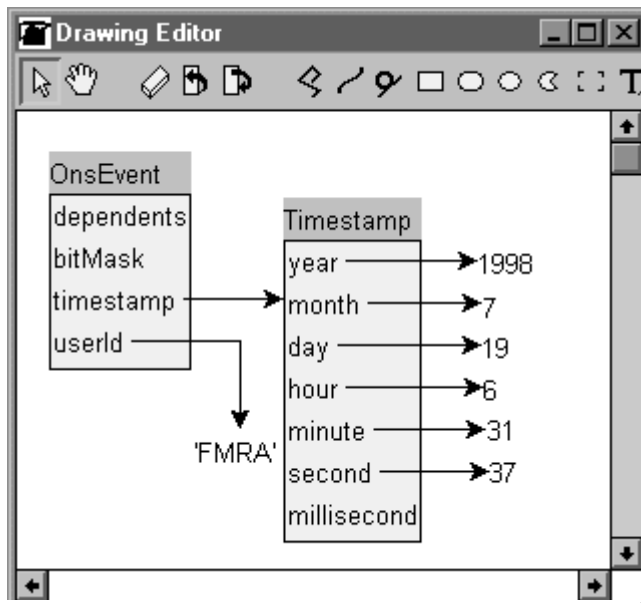 Drawing Editor
T
OnsEvent
dependents
bitMask
timestamp
userId
'FMRA'
Timestamp
year
1998
month
7
day
19
hour
6
minute
31
second
37
millisecond